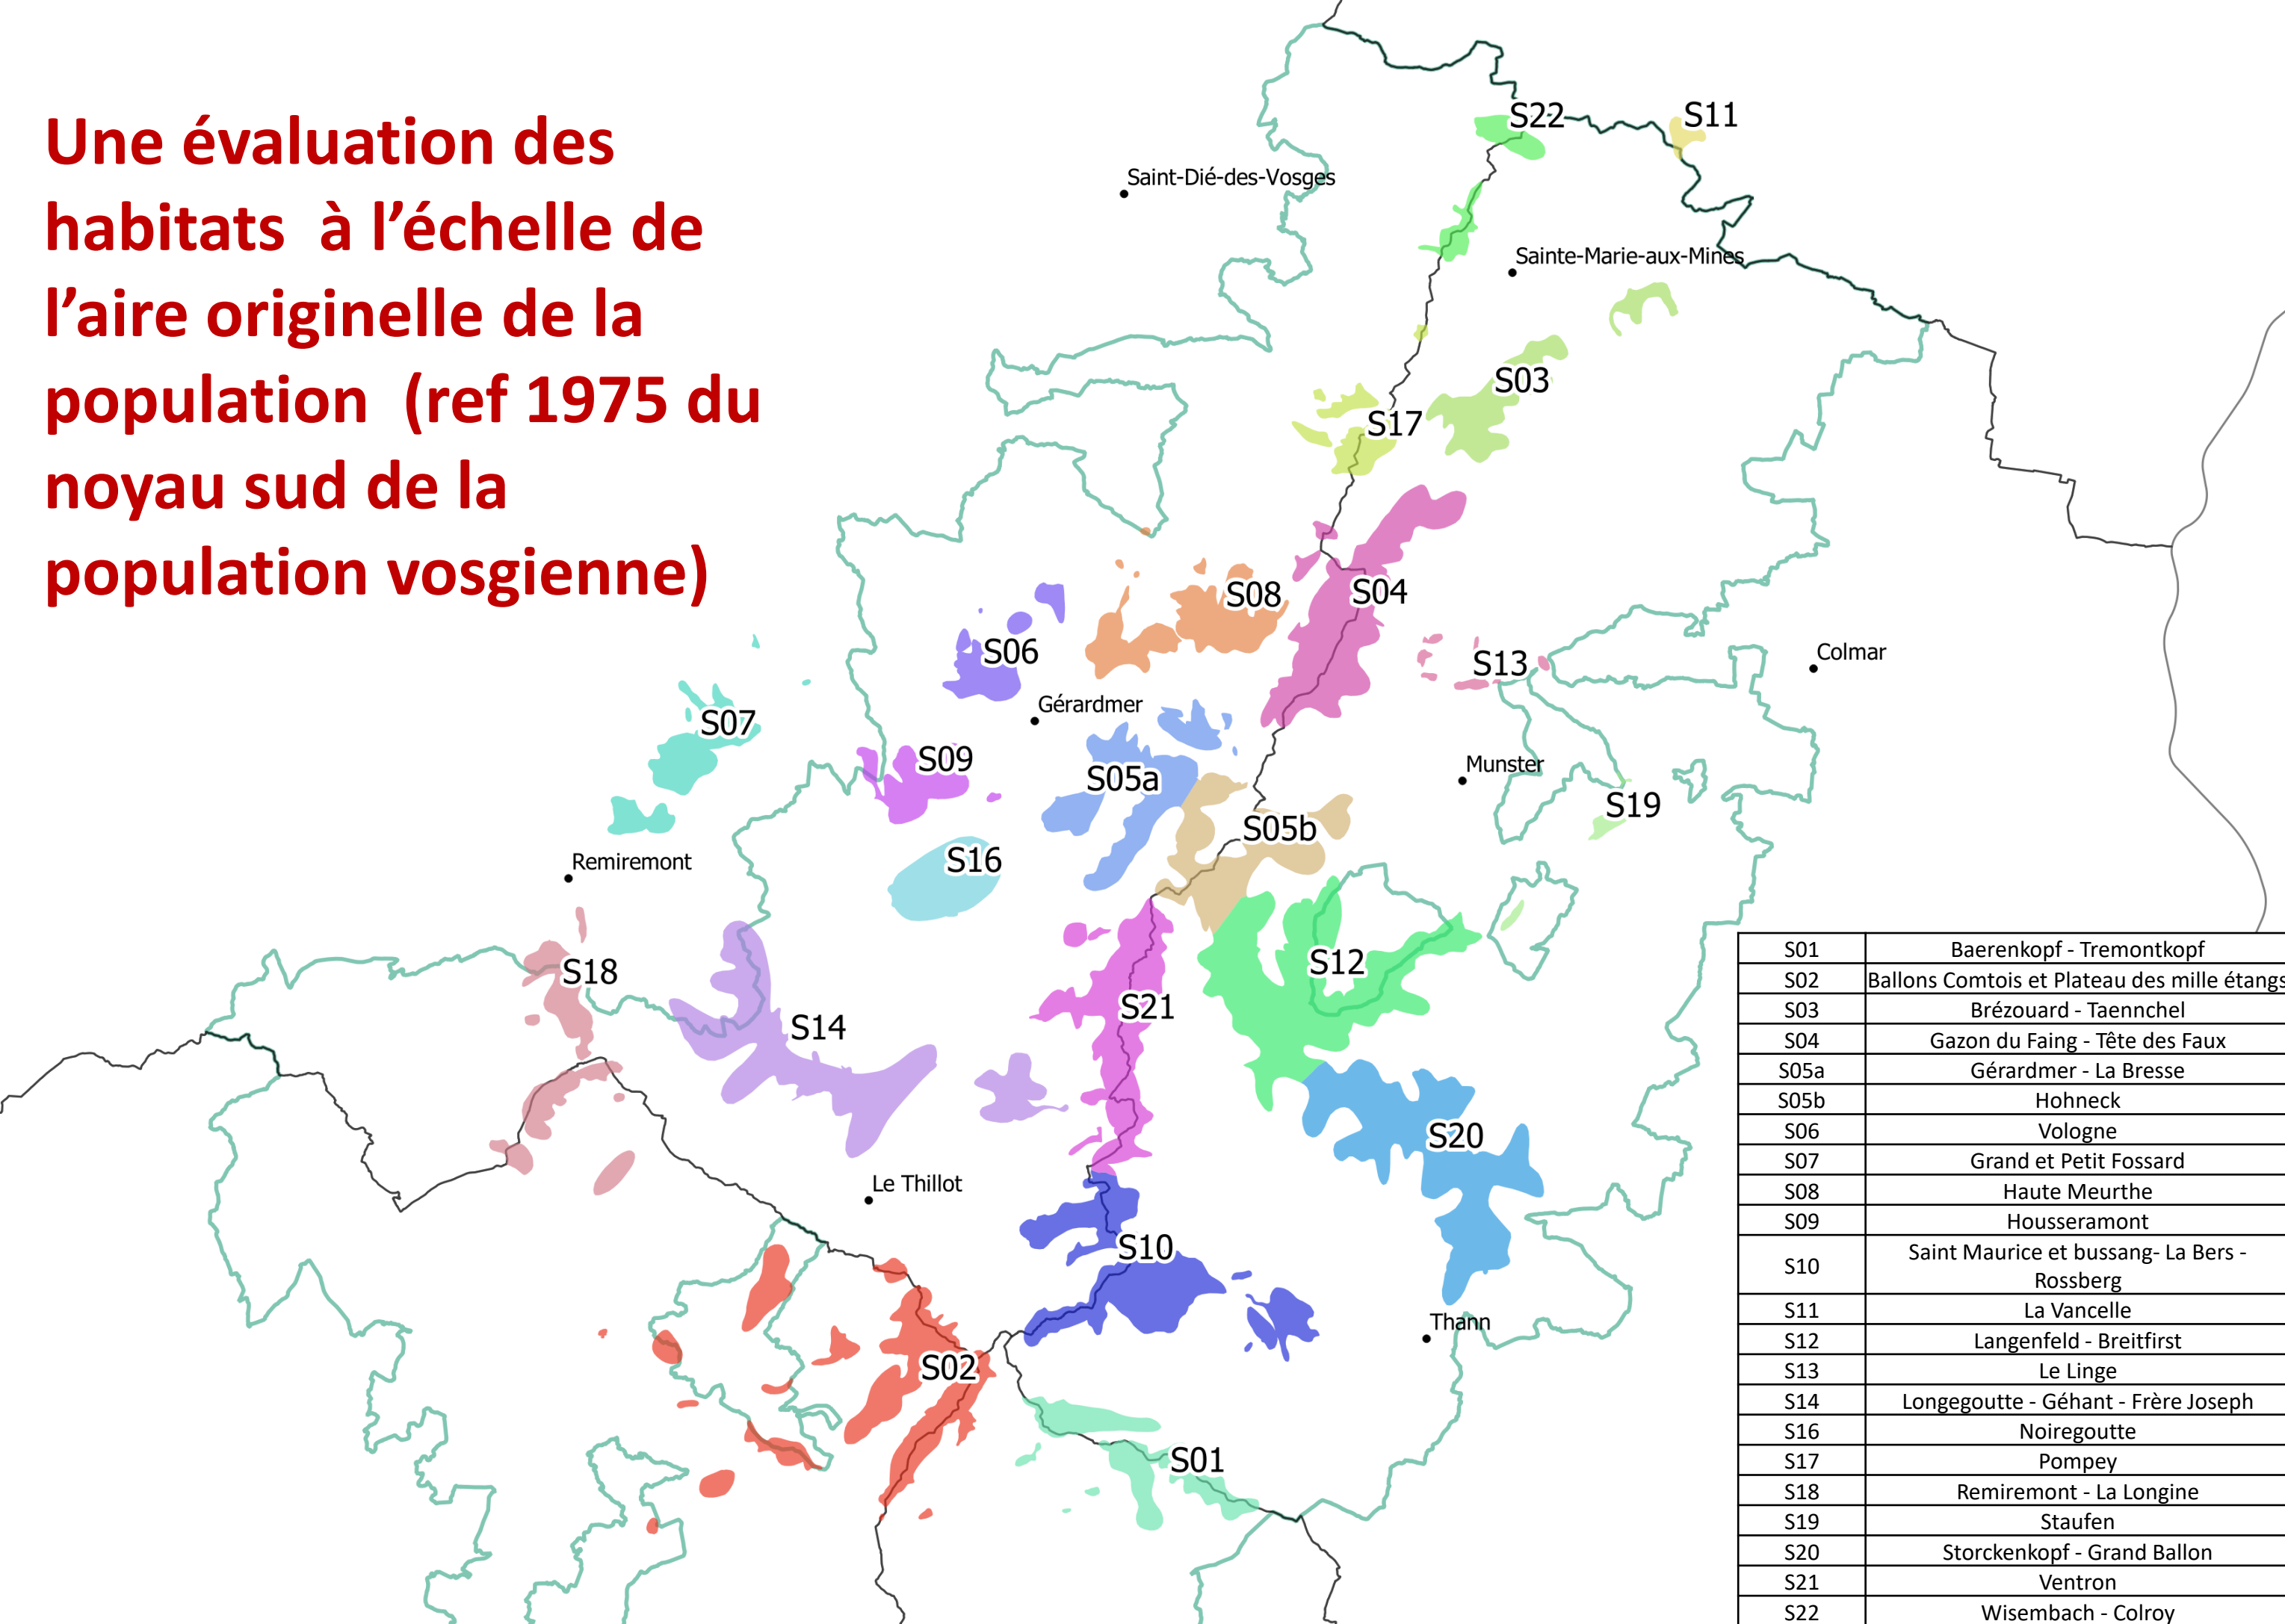 Une évaluation des
habitats à l’échelle de
l’aire originelle de la
population (ref 1975 du
noyau sud de la
population vosgienne)
S22
S11
Saint-Dié-des-Vosges
Sainte-Marie-aux-Mines
S03
S17
S08
S04
S06
S13
Colmar
Gérardmer
S07
S09
S05a
Munster
S19
S05b
S16
Remiremont
S18
S12
S21
S14
S20
Le Thillot
S10
Thann
S02
S01
S01 Baerenkopf - Tremontkopf
S02 Ballons Comtois et Plateau des mille étangs
S03 Brézouard - Taennchel
S04 Gazon du Faing - Tête des Faux
S05a Gérardmer - La Bresse
S05b Hohneck
S06 Vologne
S07 Grand et Petit Fossard
S08 Haute Meurthe
S09 Housseramont
S10 Saint Maurice et bussang- La Bers -
Rossberg
S11 La Vancelle
S12 Langenfeld - Breitfirst
S13 Le Linge
S14 Longegoutte - Géhant - Frère Joseph
S16 Noiregoutte
S17 Pompey
S18 Remiremont - La Longine
S19 Staufen
S20 Storckenkopf - Grand Ballon
S21 Ventron
S22 Wisembach - Colroy